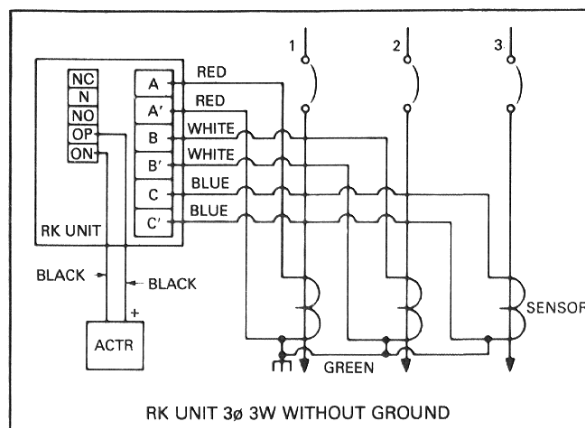 1
2
3
NC
N
NO
OP
ON
A
A'
B
B'
C
C'
RED
RED
WHITE
WHITE
BLUE
BLUE
RK UNIT
BLACK
BLACK
+
ACTR
SENSOR
GREEN
RK UNIT 3ø 3W WITHOUT GROUND